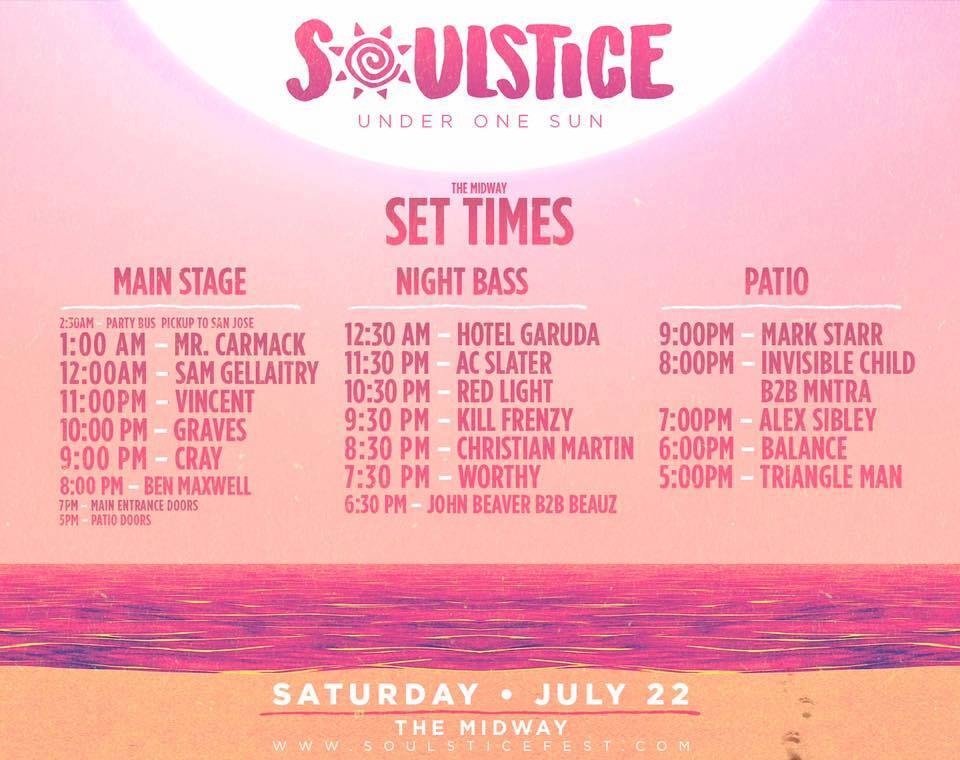 SOULSTICE
UNDER ONE SUN
THE MIDWAY
SET TIMES
MAIN STAGE
2:30AM - PARTY BUS PICKUP TO SAN JOSE
1:00 AM - MR. CARMACK
12:00AM - SAM GELLAITRY
11:00PM - VINCENT
10:00 PM - GRAVES
9:00 PM - CRAY
8:00 PM - BEN MAXWELL
7PM - MAIN ENTRANCE DOORS
5PM - PATIO DOORS
NIGHT BASS
12:30 AM - HOTEL GARUDA
11:30 PM - AC SLATER
10:30 PM - RED LIGHT
9:30 PM - KILL FRENZY
8:30 PM - CHRISTIAN MARTIN
7:30 PM - WORTHY
6:30 PM - JOHN BEAVER B2B BEAUZ
PATIO
9:00PM - MARK STARR
8:00PM - INVISIBLE CHILD
B2B MNTRA
7:00PM - ALEX SIBLEY
6:00PM - BALANCE
5:00PM - TRIANGLE MAN
SATURDAY • JULY 22
THE MIDWAY
WWW.SOULSTICEFEST.COM